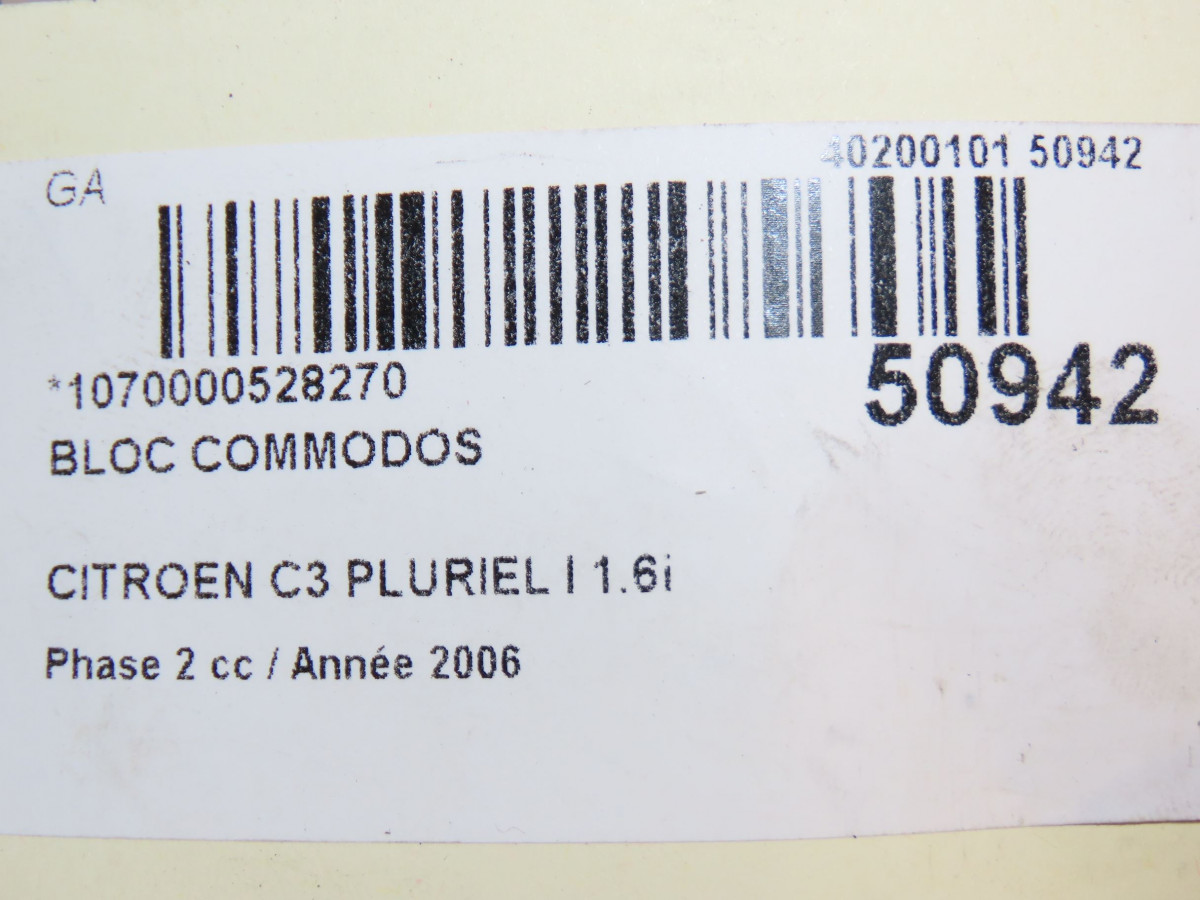 GA
40200101 50942
*1070000528270
50942
BLOC COMMODOS
CITROEN C3 PLURIEL I 1.6i
Phase 2 cc / Année 2006